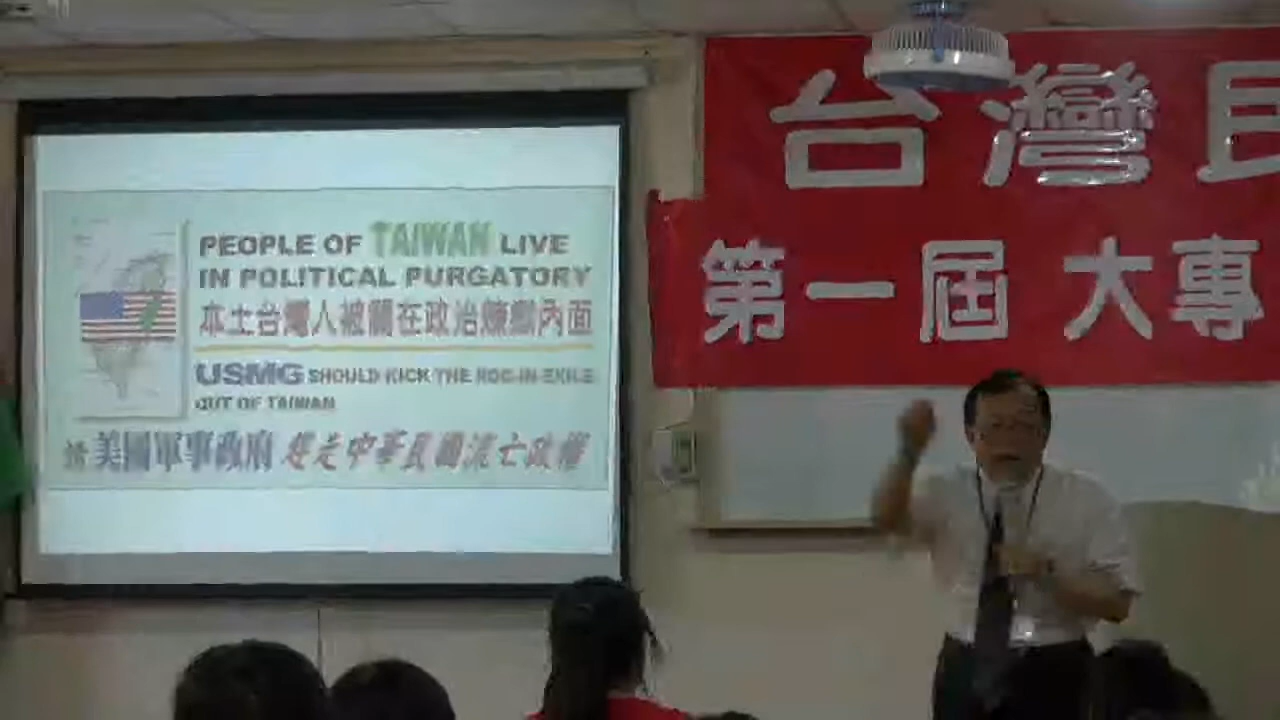 PEOPLE OF TAIWAN LIVE
IN POLITICAL PURGATORY
本土台灣人被關在政治煉獄內面
USMG SHOULD KICK THE ROC-IN-EXILE
OUT OF TAIWAN
請 美國軍事政府 趕走中華民國流亡政權
台灣民
第一屆 大專